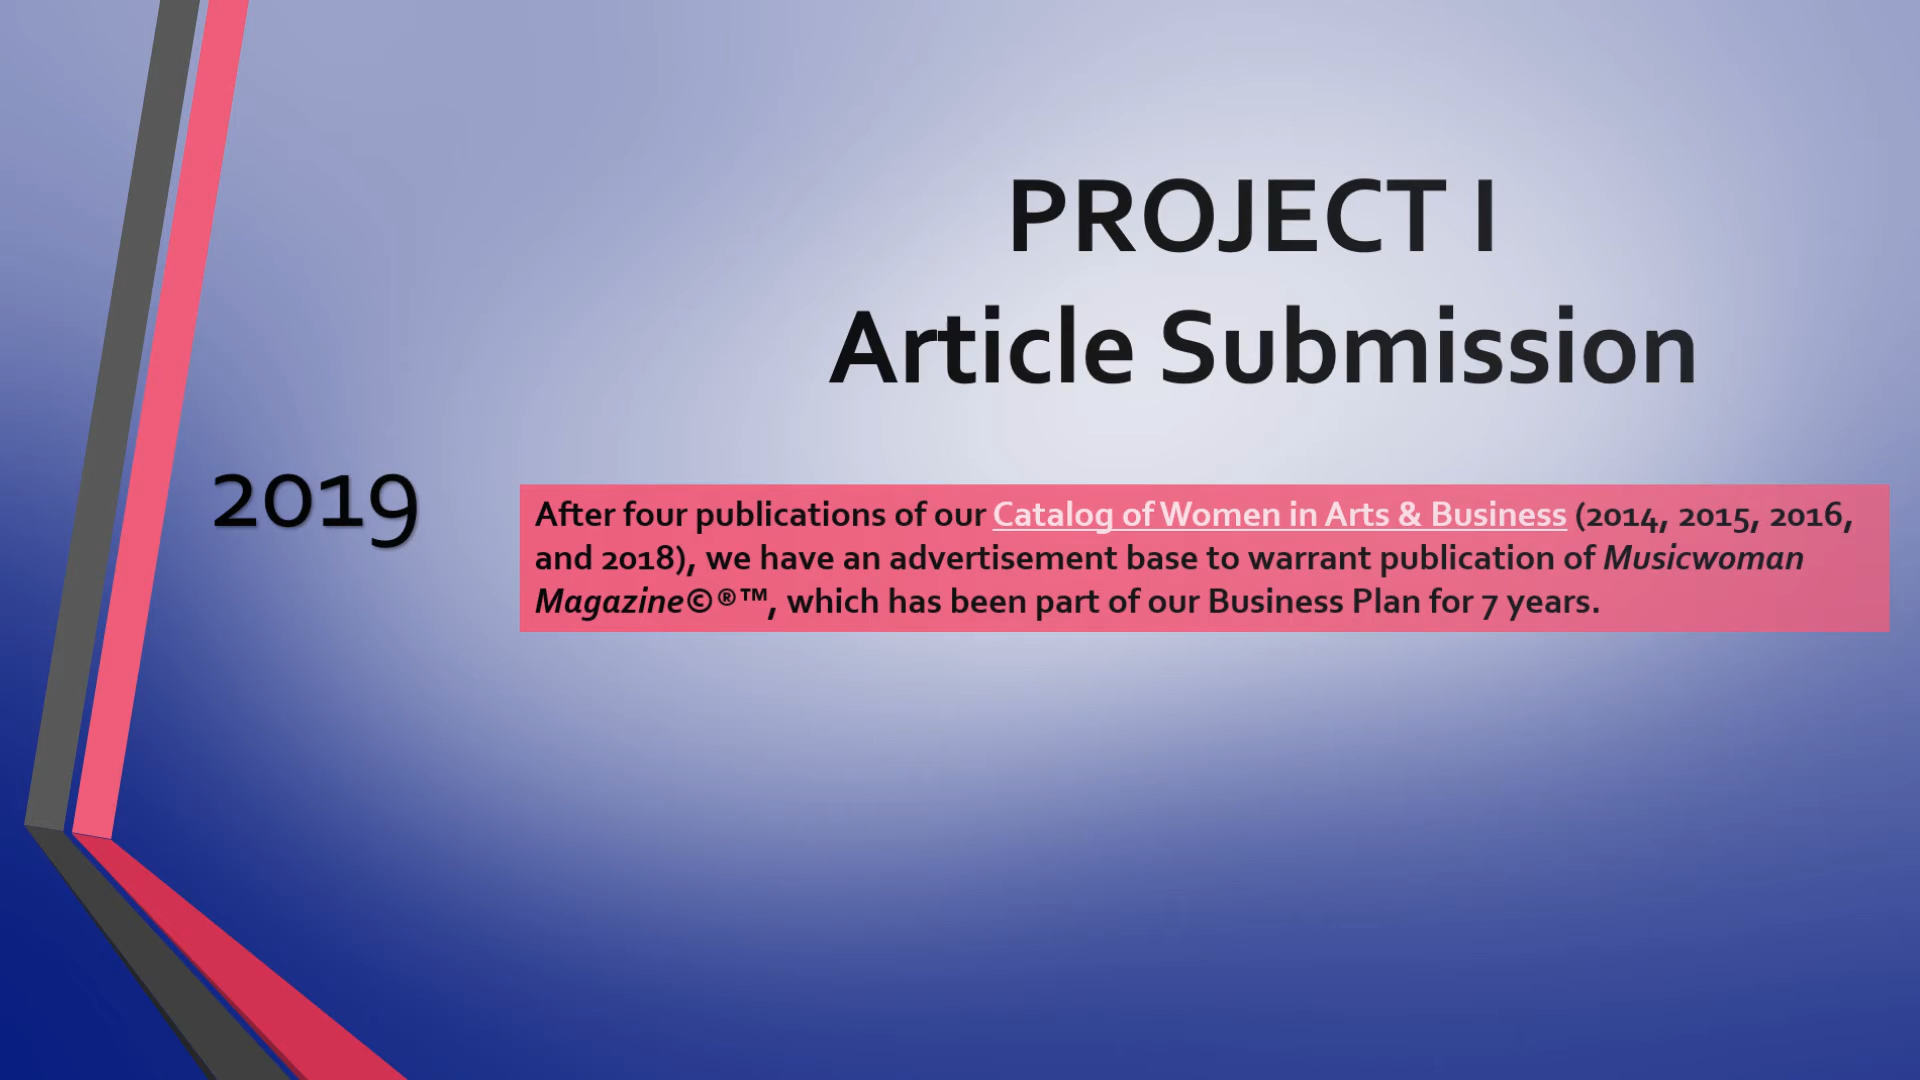 PROJECT I
Article Submission
2019
After four publications of our Catalog of Women in Arts & Business (2014, 2015, 2016,
and 2018), we have an advertisement base to warrant publication of Musicwoman
Magazine©®™, which has been part of our Business Plan for 7 years.